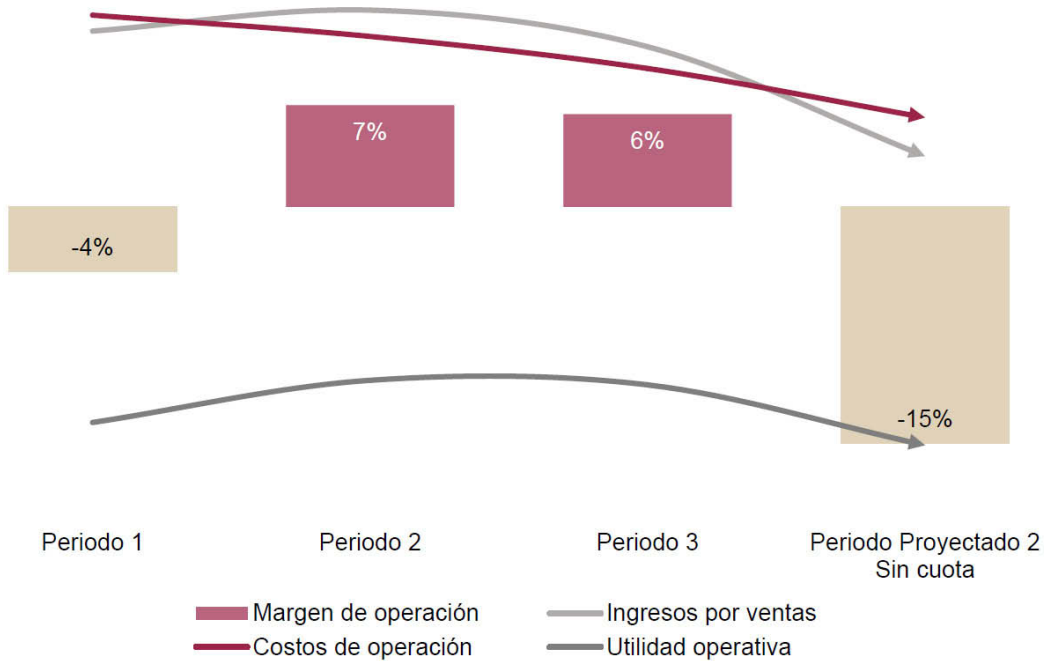 7%
6%
-4%
-15%
Periodo 1
Periodo 2
Periodo 3
Periodo Proyectado 2
Sin cuota
Margen de operación
Ingresos por ventas
Costos de operación
Utilidad operativa